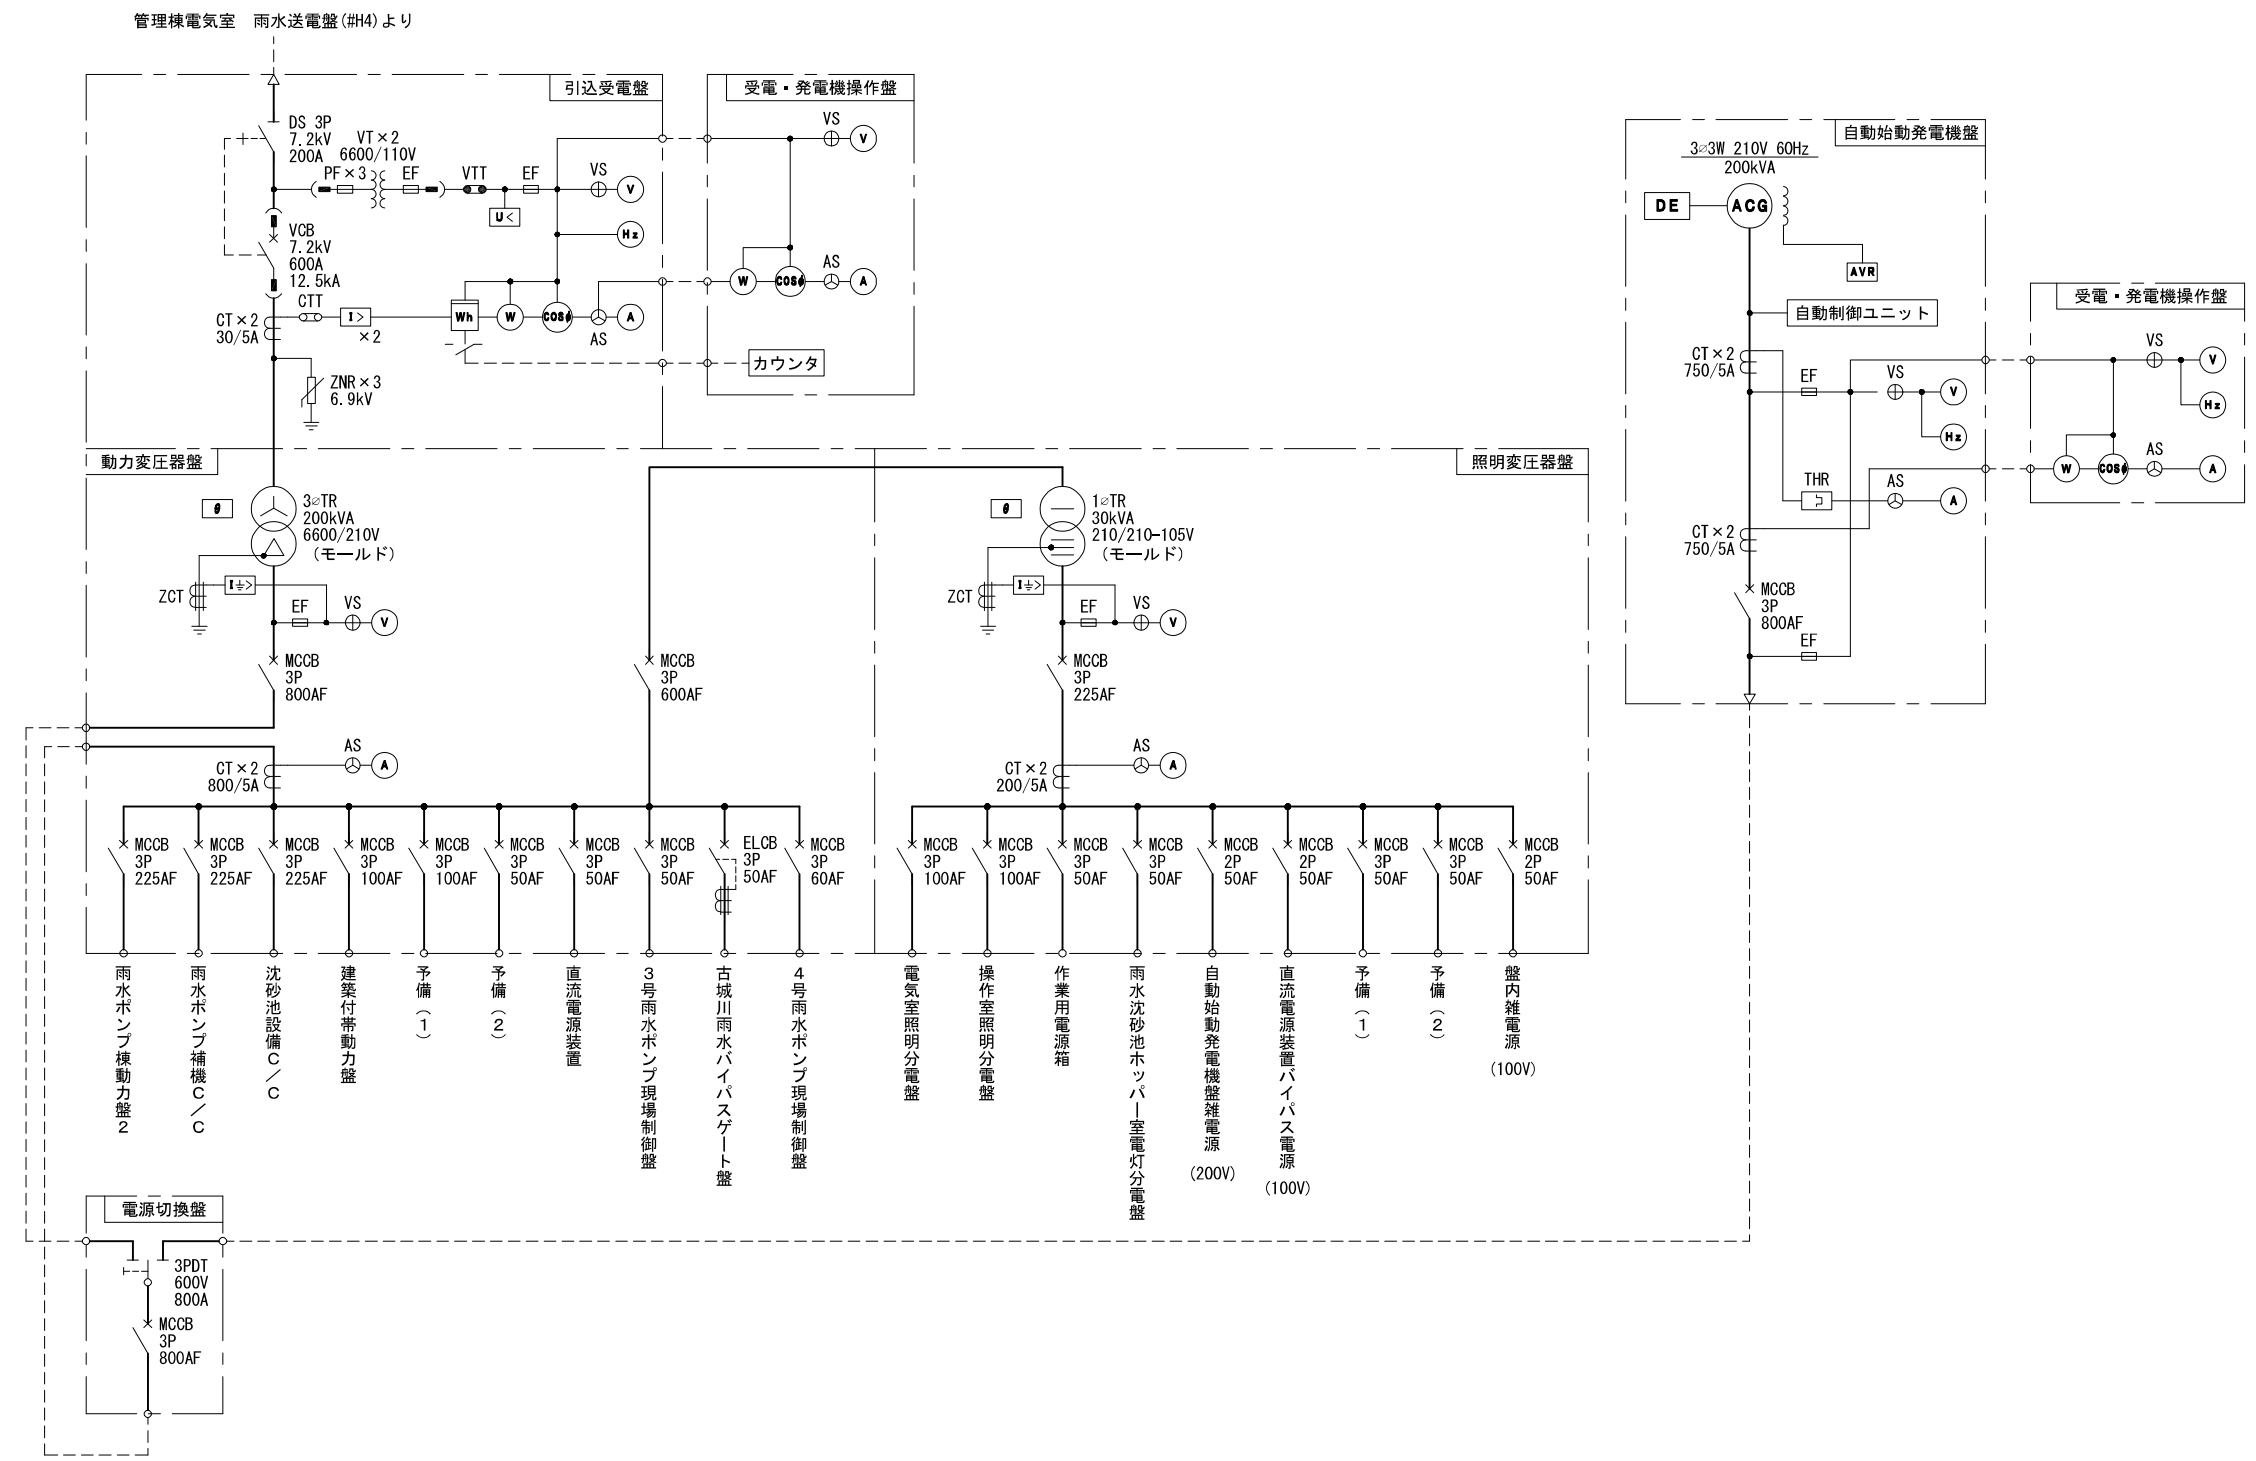 管理棟電気室　雨水送電盤(#H4)より
引込受電盤
DS 3P
7.2kV
200A
VT×2
6600/110V
PF×3
EF
VTT
EF
VS
V
U<
Hz
VCB
7.2kV
600A
12.5kA
CTT
CT×2
30/5A
I>
×2
Wh
W
COSφ
AS
A
ZNR×3
6.9kV
受電・発電機操作盤
VS
V
W
COSφ
AS
A
カウンタ
自動始動発電機盤
3∅3W 210V 60Hz
200kVA
DE
ACG
AVR
自動制御ユニット
CT×2
750/5A
EF
VS
V
Hz
THR
AS
A
CT×2
750/5A
MCCB
3P
800AF
EF
受電・発電機操作盤
VS
V
Hz
W
COSφ
AS
A
動力変圧器盤
θ
3∅TR
200kVA
6600/210V
(モールド)
ZCT
I⏚>
EF
VS
V
MCCB
3P
800AF
MCCB
3P
600AF
CT×2
800/5A
AS
A
照明変圧器盤
θ
1∅TR
30kVA
210/210-105V
(モールド)
ZCT
I⏚>
EF
VS
V
MCCB
3P
225AF
CT×2
200/5A
AS
A
MCCB
3P
225AF
MCCB
3P
225AF
MCCB
3P
225AF
MCCB
3P
100AF
MCCB
3P
100AF
MCCB
3P
50AF
MCCB
3P
50AF
MCCB
3P
50AF
ELCB
3P
50AF
MCCB
3P
60AF
MCCB
3P
100AF
MCCB
3P
100AF
MCCB
3P
50AF
MCCB
3P
50AF
MCCB
2P
50AF
MCCB
2P
50AF
MCCB
3P
50AF
MCCB
3P
50AF
MCCB
2P
50AF
雨水ポンプ棟動力盤2
雨水ポンプ補機C/C
沈砂池設備C/C
建築付帯動力盤
予備(1)
予備(2)
直流電源装置
3号雨水ポンプ現場制御盤
古城川雨水バイパスゲート盤
4号雨水ポンプ現場制御盤
電気室照明分電盤
操作室照明分電盤
作業用電源箱
雨水沈砂池ホッパー室電灯分電盤
自動始動発電機盤雑電源
(200V)
直流電源装置バイパス電源
(100V)
予備(1)
予備(2)
盤内雑電源
(100V)
電源切換盤
3PDT
600V
800A
MCCB
3P
800AF